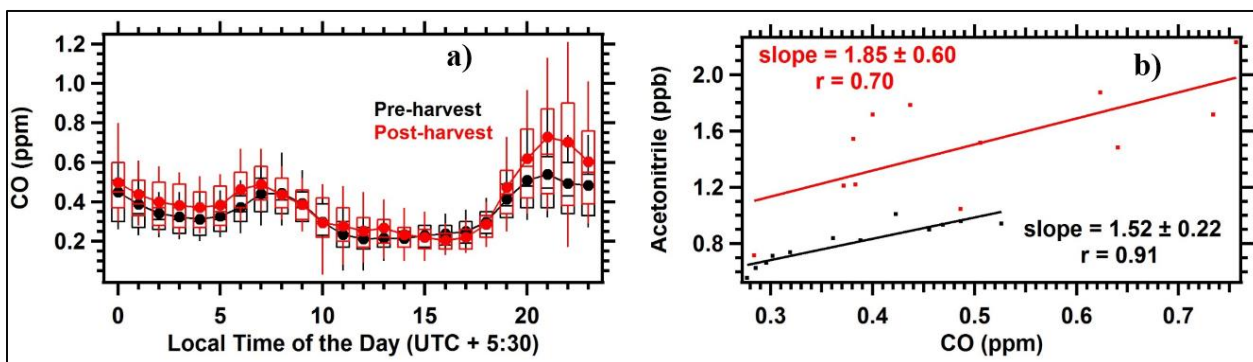 a)
CO (ppm)
1.2
1.0
0.8
0.6
0.4
0.2
Pre-harvest
Post-harvest
0 5 10 15 20
Local Time of the Day (UTC + 5:30)
b)
Acetonitrile (ppb)
2.0
1.6
1.2
0.8
slope = 1.85 ± 0.60
r = 0.70
slope = 1.52 ± 0.22
r = 0.91
0.3 0.4 0.5 0.6 0.7
CO (ppm)